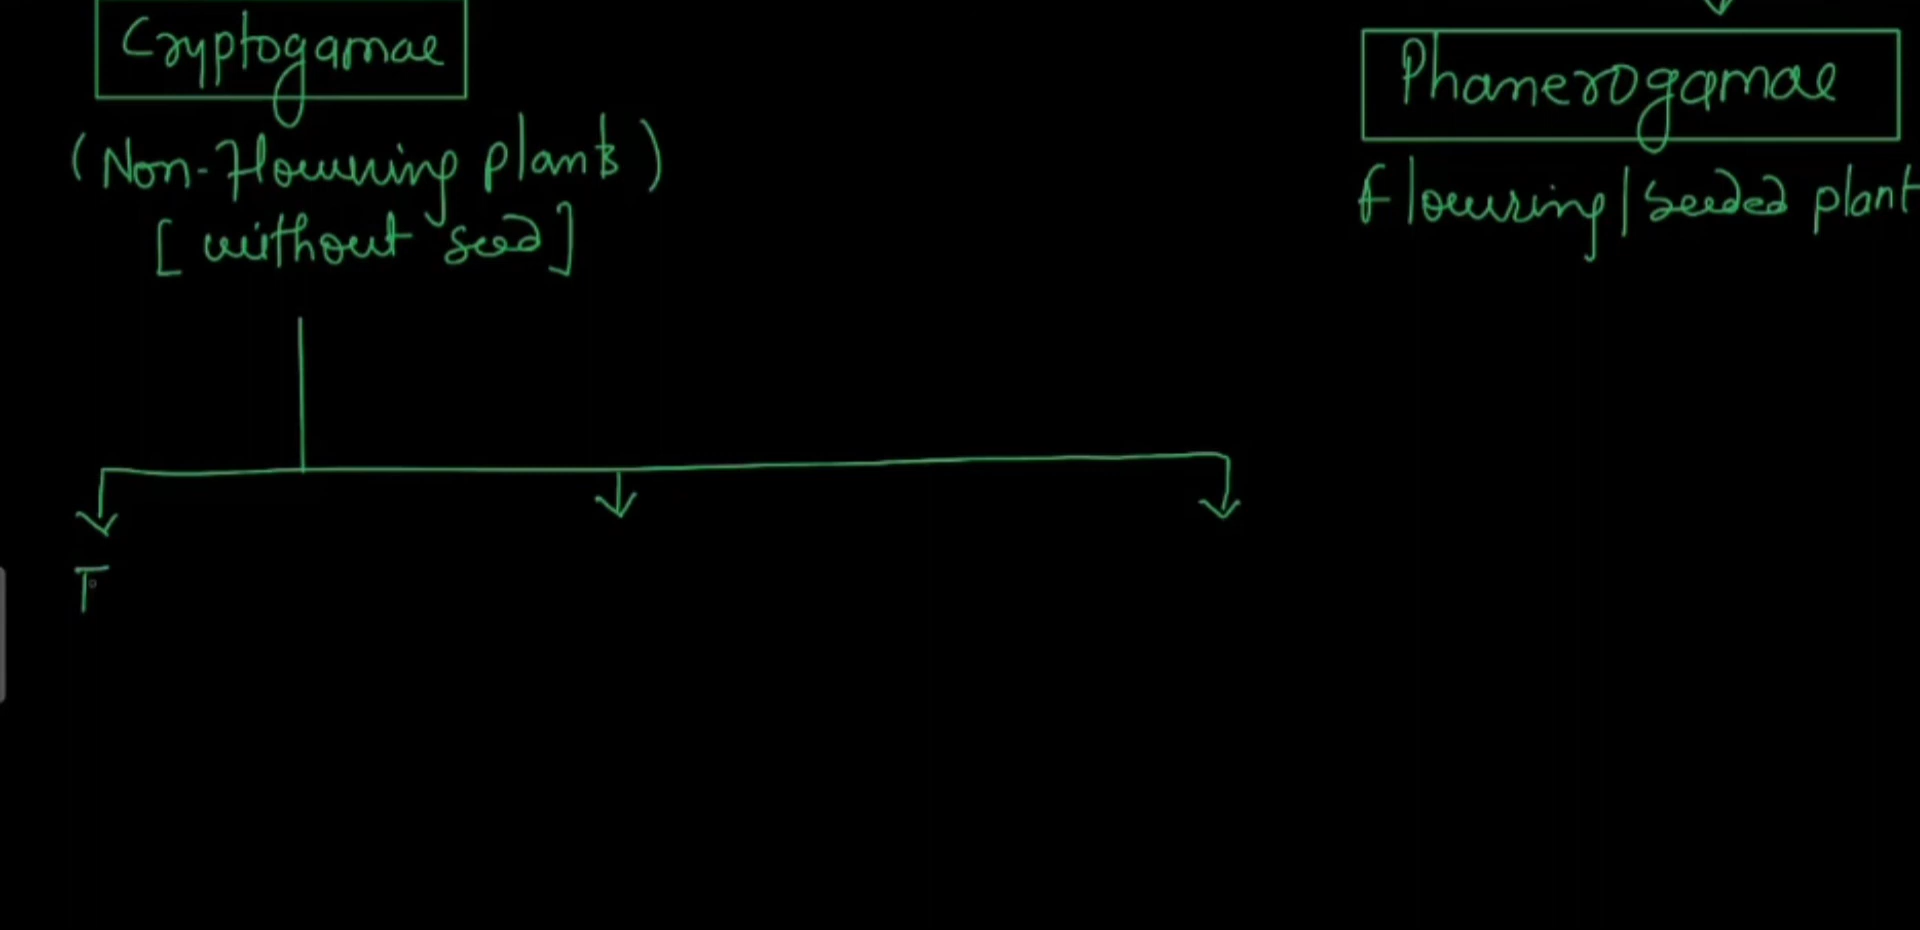 Cryptogamae
Phanerogamae
(Non-Flowering plants)
flowering/seeded plant
[without seed]
T